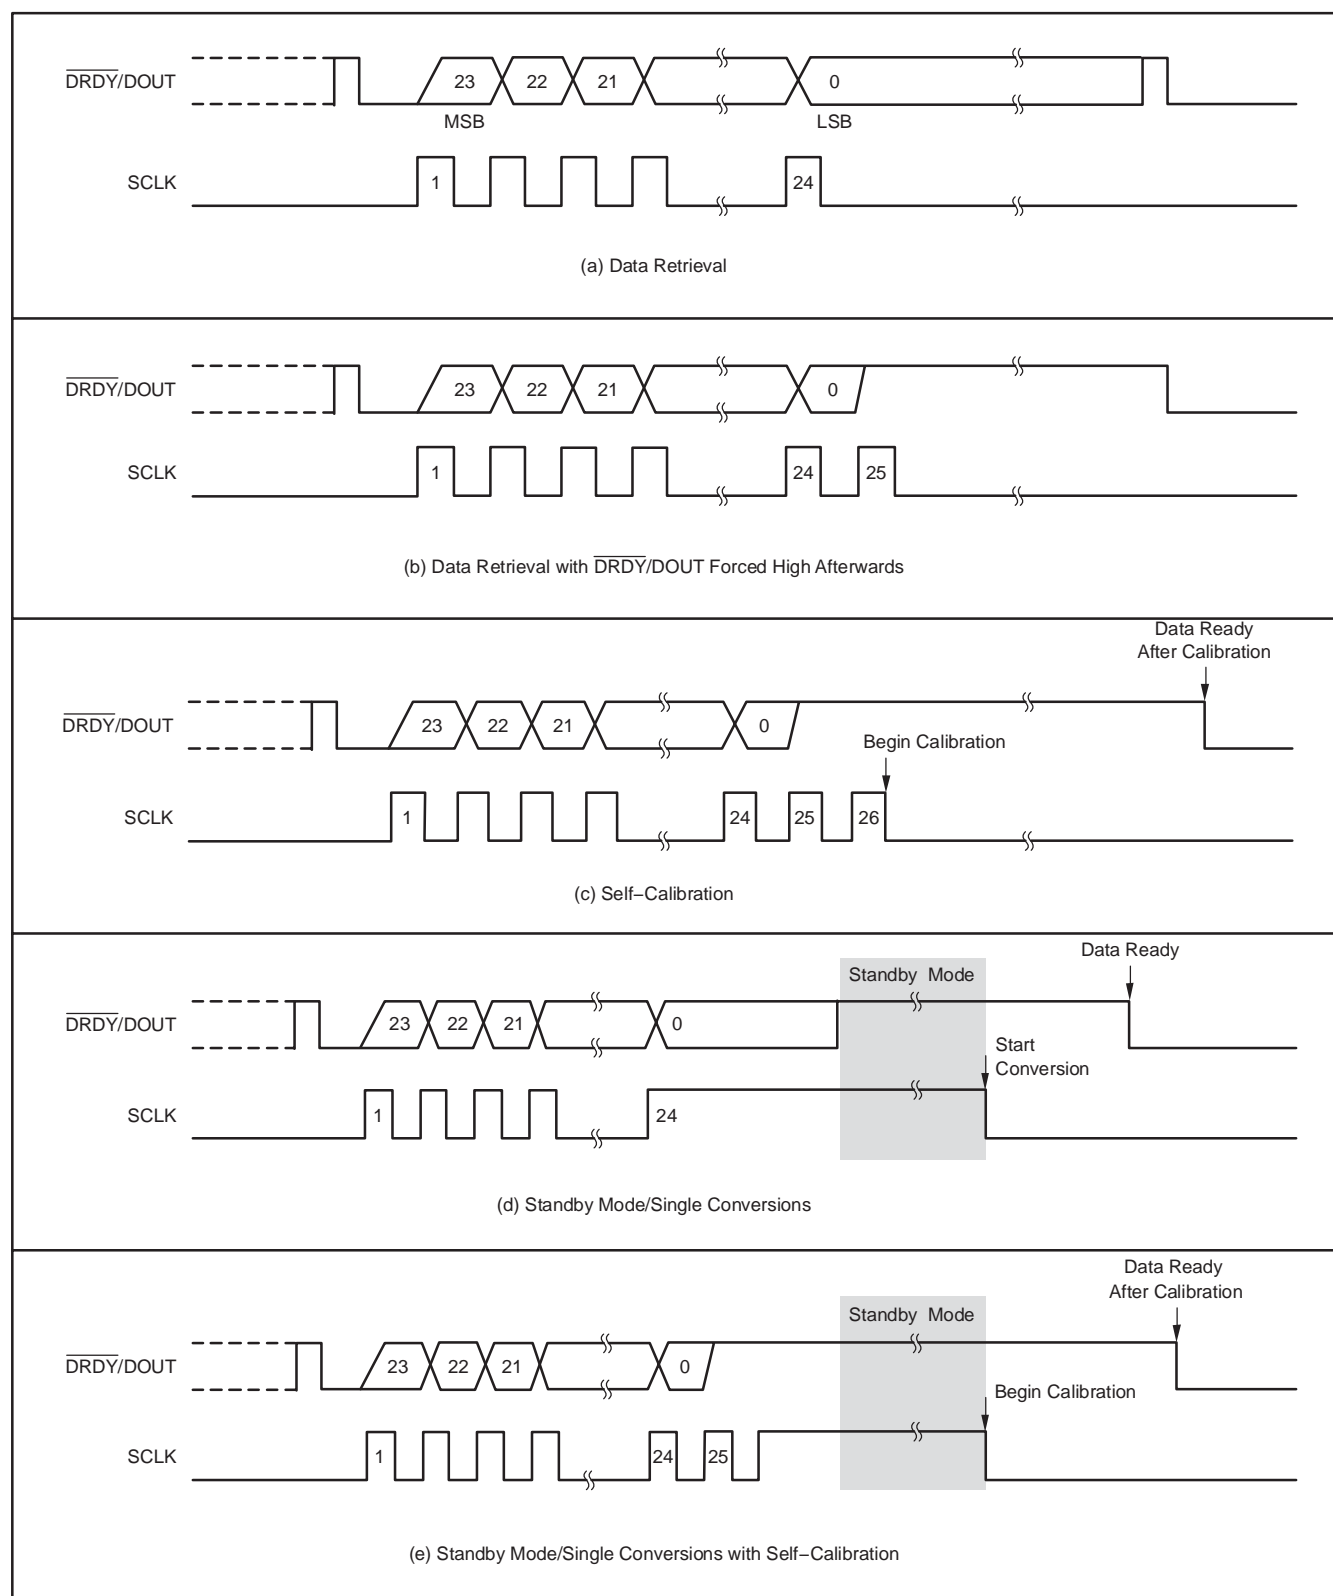 DRDY/DOUT
23 22 21 0
MSB LSB
SCLK
1 24
(a) Data Retrieval
DRDY/DOUT
23 22 21 0
SCLK
1 24 25
(b) Data Retrieval with DRDY/DOUT Forced High Afterwards
Data Ready
After Calibration
DRDY/DOUT
23 22 21 0
Begin Calibration
SCLK
1 24 25 26
(c) Self−Calibration
Data Ready
Standby Mode
DRDY/DOUT
23 22 21 0
Start
Conversion
SCLK
1 24
(d) Standby Mode/Single Conversions
Data Ready
After Calibration
Standby Mode
DRDY/DOUT
23 22 21 0
Begin Calibration
SCLK
1 24 25
(e) Standby Mode/Single Conversions with Self−Calibration